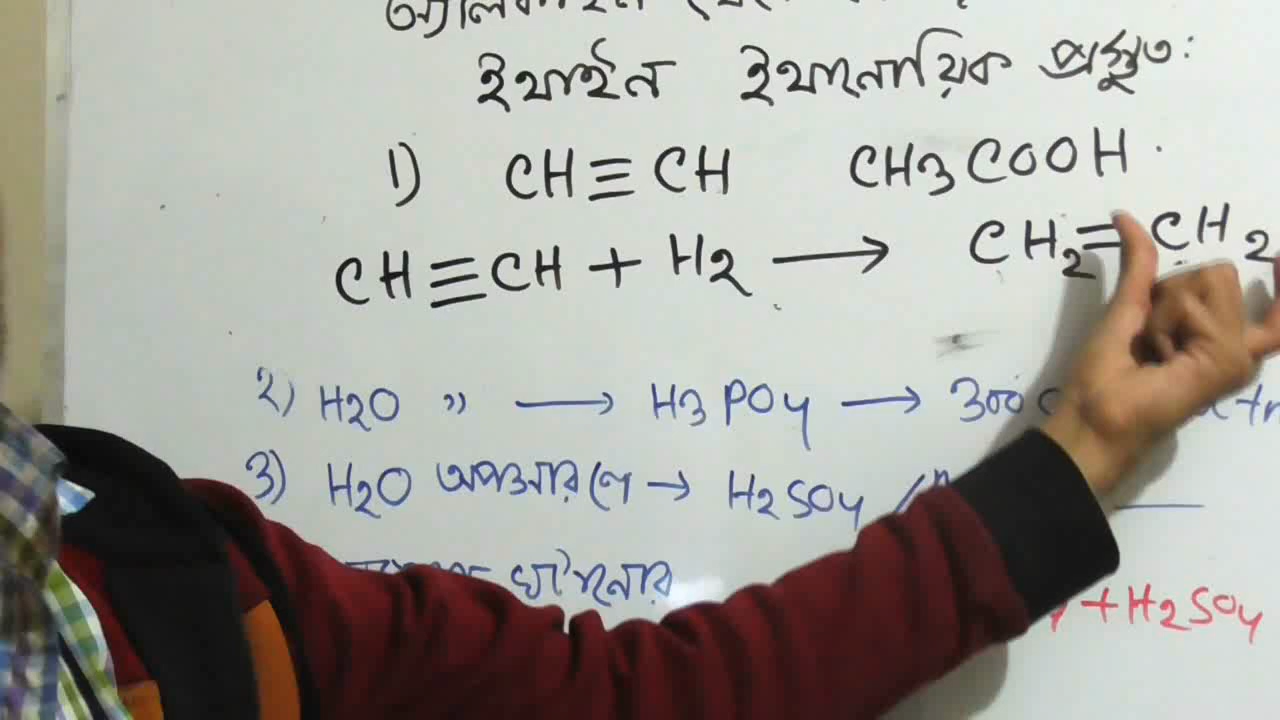 ইথাইন ইথানোয়িক প্রস্তুত:
1) CH≡CH CH3COOH
CH≡CH + H2 → CH2=CH2
2) H2O " → H3PO4 → 300
3) H2O অপসারণে → H2SO4 /
+H2SO4